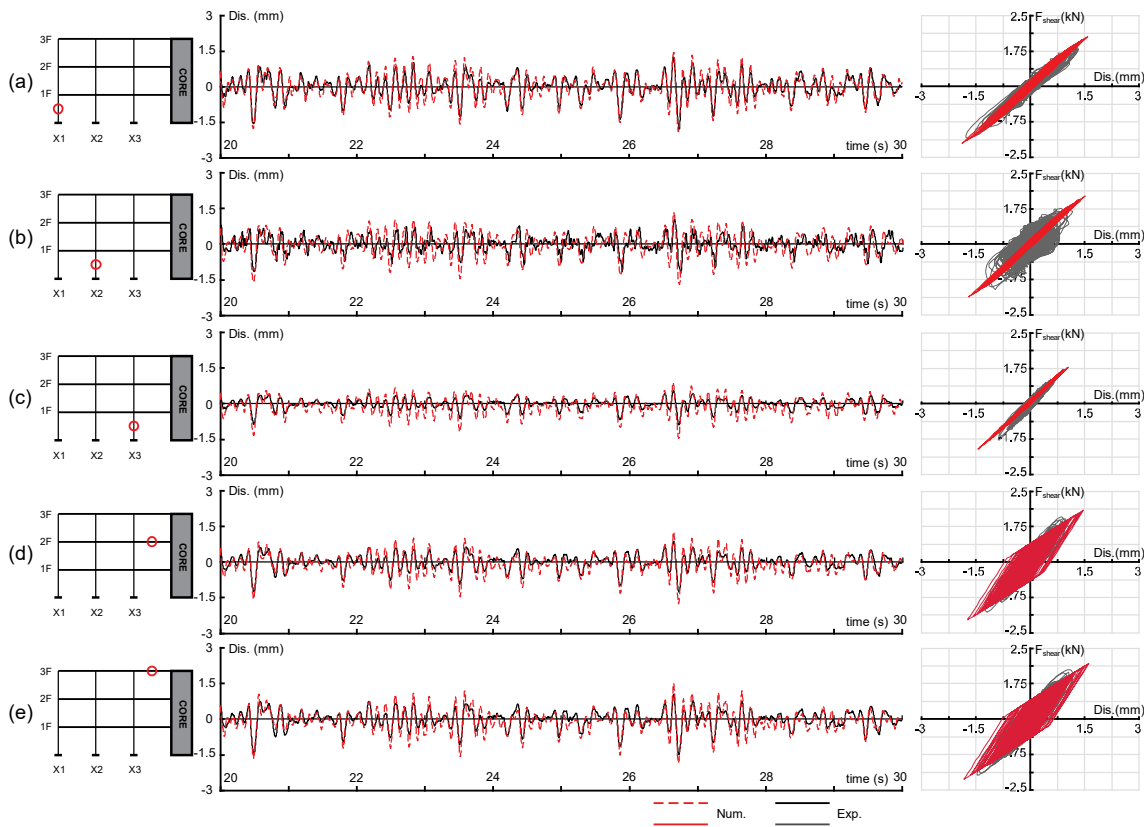 (a)
3F
2F
1F
X1 X2 X3
CORE
Dis. (mm)
3
1.5
0
-1.5
-3
20 22 24 26 28 30
time (s)
F_shear(kN)
2.5
1.75
Dis.(mm)
-3 -1.5 1.5 3
-1.75
-2.5
(b)
3F
2F
1F
X1 X2 X3
CORE
Dis. (mm)
3
1.5
0
-1.5
-3
20 22 24 26 28 30
time (s)
F_shear(kN)
2.5
1.75
Dis.(mm)
-3 -1.5 1.5 3
-1.75
-2.5
(c)
3F
2F
1F
X1 X2 X3
CORE
Dis. (mm)
3
1.5
0
-1.5
-3
20 22 24 26 28 30
time (s)
F_shear(kN)
2.5
1.75
Dis.(mm)
-3 -1.5 1.5 3
-1.75
-2.5
(d)
3F
2F
1F
X1 X2 X3
CORE
Dis. (mm)
3
1.5
0
-1.5
-3
20 22 24 26 28 30
time (s)
F_shear(kN)
2.5
1.75
Dis.(mm)
-3 -1.5 1.5 3
-1.75
-2.5
(e)
3F
2F
1F
X1 X2 X3
CORE
Dis. (mm)
3
1.5
0
-1.5
-3
20 22 24 26 28 30
time (s)
F_shear(kN)
2.5
1.75
Dis.(mm)
-3 -1.5 1.5 3
-1.75
-2.5
Num. Exp.